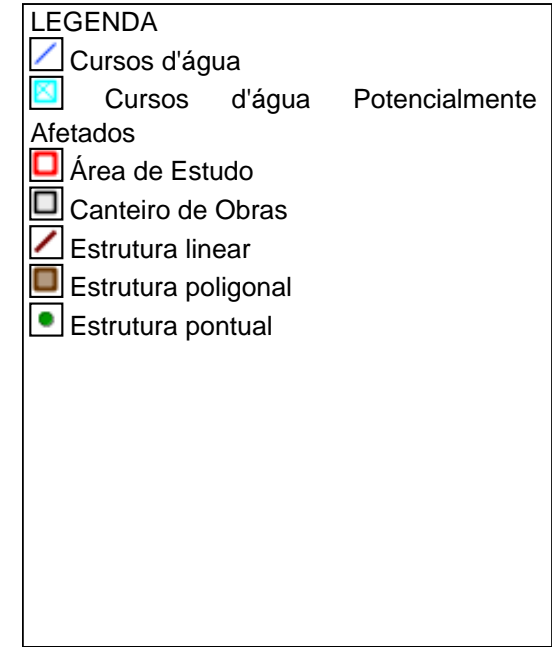 LEGENDA
Cursos d'água
Cursos d'água Potencialmente
Afetados
Área de Estudo
Canteiro de Obras
Estrutura linear
Estrutura poligonal
Estrutura pontual